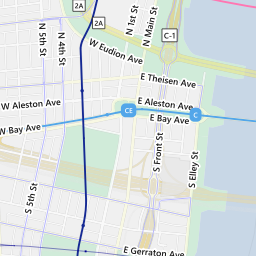 2A
N 1st St
N Main St
C-1
2A
N 5th St
N 4th St
W Eudion Ave
E Theisen Ave
W Aleston Ave
E Aleston Ave
CE
C
E Bay Ave
W Bay Ave
S Front St
S Elley St
S 5th St
E Gerraton Ave